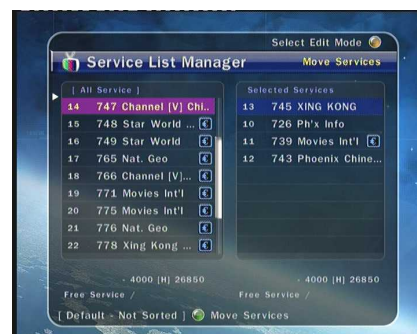 Select Edit Mode
Service List Manager
Move Services
[ All Service ]
14 747 Channel [V] Chi..
15 748 Star World ... €
16 749 Star World €
17 765 Nat. Geo €
18 766 Channel [V]... €
19 771 Movies Int'l €
20 775 Movies Int'l €
21 776 Nat. Geo €
22 778 Xing Kong ... €
Selected Services
13 745 XING KONG
10 726 Ph'x Info
11 739 Movies Int'l €
12 743 Phoenix Chine...
- 4000 [H] 26850
Free Service /
- 4000 [H] 26850
Free Service /
[ Default - Not Sorted ] Move Services